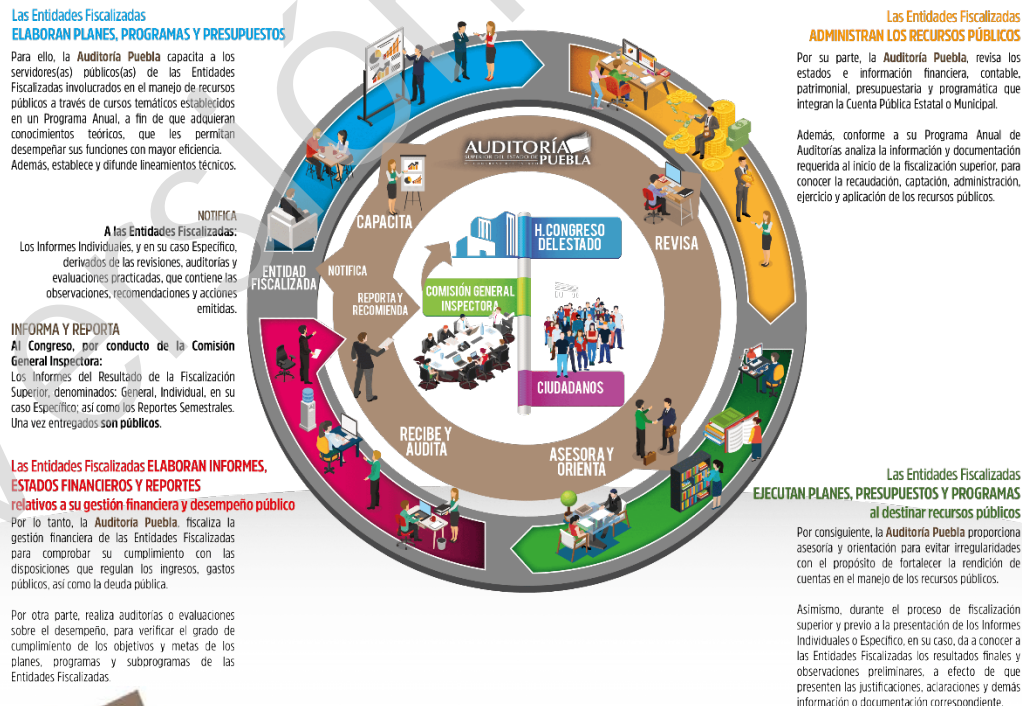 Las Entidades Fiscalizadas
ELABORAN PLANES, PROGRAMAS Y PRESUPUESTOS
Para ello, la Auditoría Puebla capacita a los
servidores(as) públicos(as) de las Entidades
Fiscalizadas involucrados en el manejo de recursos
públicos a través de cursos temáticos establecidos
en un Programa Anual, a fin de que adquieran
conocimientos teóricos, que les permitan
desempeñar sus funciones con mayor eficiencia.
Además, establece y difunde lineamientos técnicos.
NOTIFICA
A las Entidades Fiscalizadas:
Los Informes Individuales, y en su caso Específico,
derivados de las revisiones, auditorías y
evaluaciones practicadas, que contiene las
observaciones, recomendaciones y acciones
emitidas.
INFORMA Y REPORTA
Al Congreso, por conducto de la Comisión
General Inspectora:
Los Informes del Resultado de la Fiscalización
Superior, denominados: General, Individual, en su
caso Específico; así como los Reportes Semestrales.
Una vez entregados son públicos.
Las Entidades Fiscalizadas ELABORAN INFORMES,
ESTADOS FINANCIEROS Y REPORTES
relativos a su gestión financiera y desempeño público
Por lo tanto, la Auditoría Puebla, fiscaliza la
gestión financiera de las Entidades Fiscalizadas
para comprobar su cumplimiento con las
disposiciones que regulan los ingresos, gastos
públicos, así como la deuda pública.
Por otra parte, realiza auditorías o evaluaciones
sobre el desempeño, para verificar el grado de
cumplimiento de los objetivos y metas de los
planes, programas y subprogramas de las
Entidades Fiscalizadas.
AUDITORÍA
SUPERIOR DEL ESTADO DE
PUEBLA
CAPACITA
REVISA
H. CONGRESO
DEL ESTADO
ENTIDAD
FISCALIZADA
NOTIFICA
REPORTA Y
RECOMIENDA
COMISIÓN GENERAL
INSPECTORA
CIUDADANOS
RECIBE Y
AUDITA
ASESORA Y
ORIENTA
Las Entidades Fiscalizadas
ADMINISTRAN LOS RECURSOS PÚBLICOS
Por su parte, la Auditoría Puebla, revisa los
estados e información financiera, contable,
patrimonial, presupuestaria y programática que
integran la Cuenta Pública Estatal o Municipal.
Además, conforme a su Programa Anual de
Auditorías analiza la información y documentación
requerida al inicio de la fiscalización superior, para
conocer la recaudación, captación, administración,
ejercicio y aplicación de los recursos públicos.
Las Entidades Fiscalizadas
EJECUTAN PLANES, PRESUPUESTOS Y PROGRAMAS
al destinar recursos públicos
Por consiguiente, la Auditoría Puebla proporciona
asesoría y orientación para evitar irregularidades
con el propósito de fortalecer la rendición de
cuentas en el manejo de los recursos públicos.
Asimismo, durante el proceso de fiscalización
superior y previo a la presentación de los Informes
Individuales o Específico, en su caso, da a conocer a
las Entidades Fiscalizadas los resultados finales y
observaciones preliminares, a efecto de que
presenten las justificaciones, aclaraciones y demás
información o documentación correspondiente.